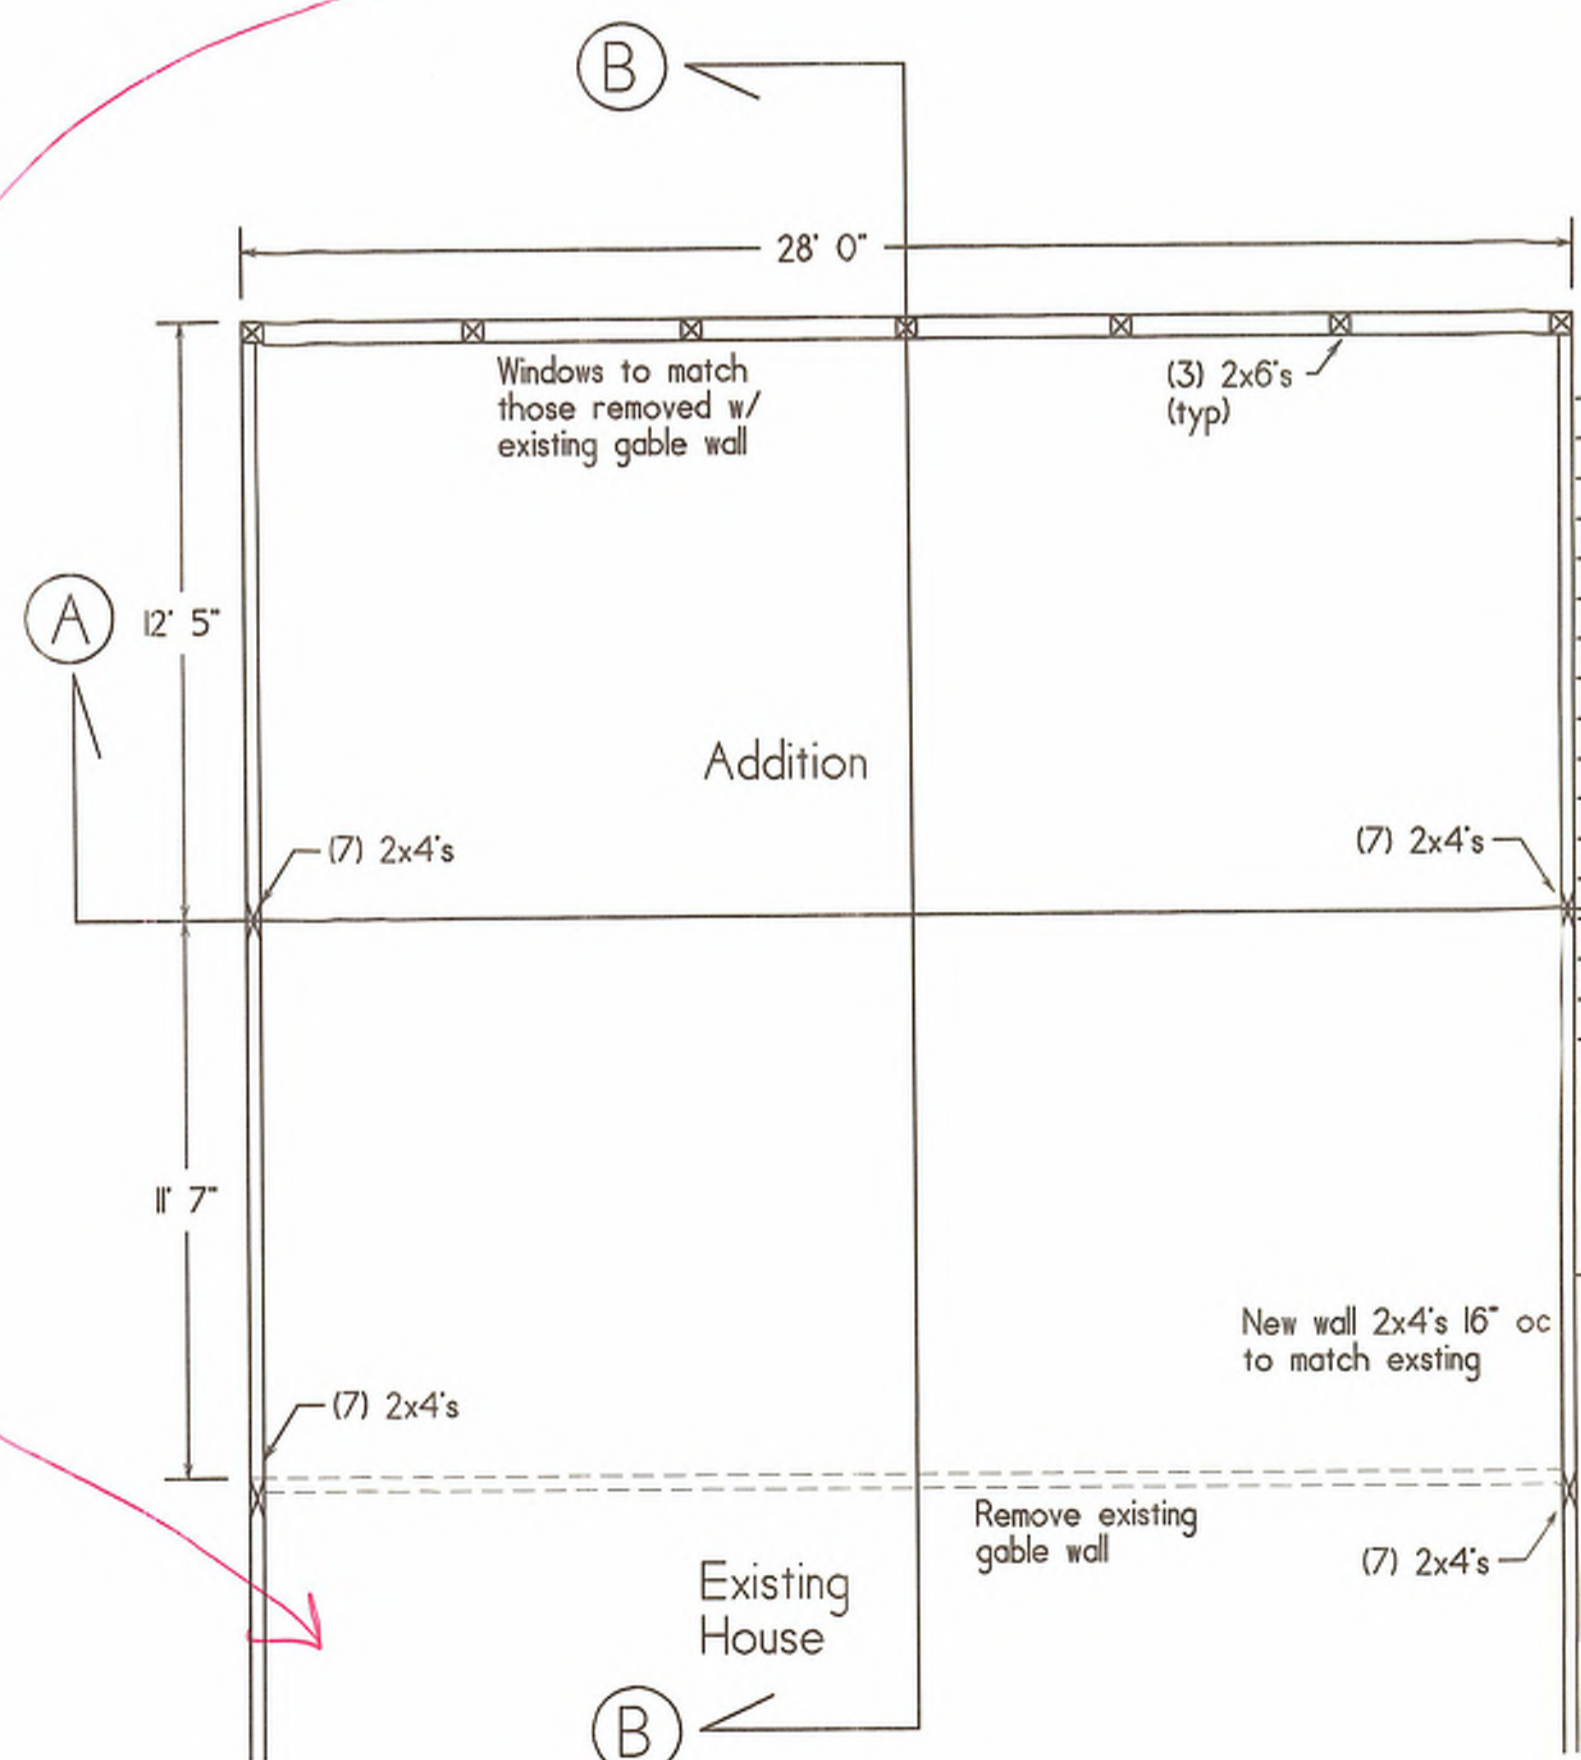 B
28' 0"
Windows to match
those removed w/
existing gable wall
(3) 2x6's
(typ)
A
12' 5"
Addition
(7) 2x4's
(7) 2x4's
11' 7"
New wall 2x4's 16" oc
to match exsting
(7) 2x4's
Remove existing
gable wall
(7) 2x4's
Existing
House
B